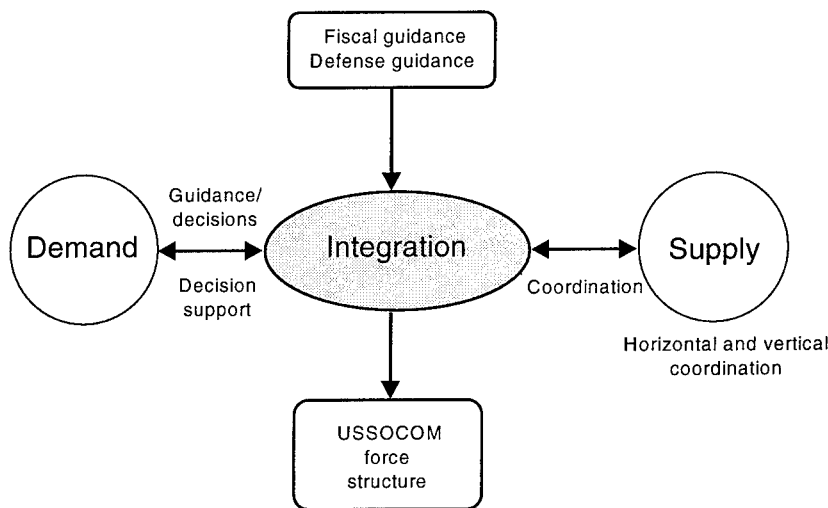 Fiscal guidance
Defense guidance
Guidance/
decisions
Demand
Integration
Supply
Decision
support
Coordination
Horizontal and vertical
coordination
USSOCOM
force
structure